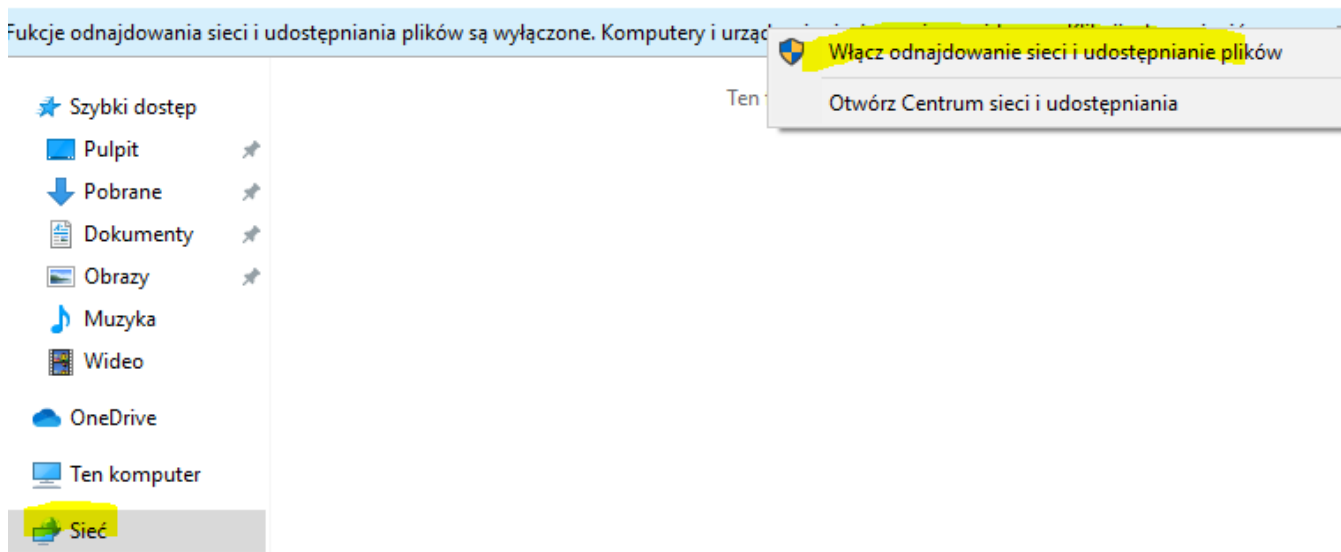 Fukcje odnajdowania sieci i udostępniania plików są wyłączone. Komputery i
Włącz odnajdowanie sieci i udostępnianie plików
Ten
Otwórz Centrum sieci i udostępniania
Szybki dostęp
Pulpit
Pobrane
Dokumenty
Obrazy
Muzyka
Wideo
OneDrive
Ten komputer
Sieć